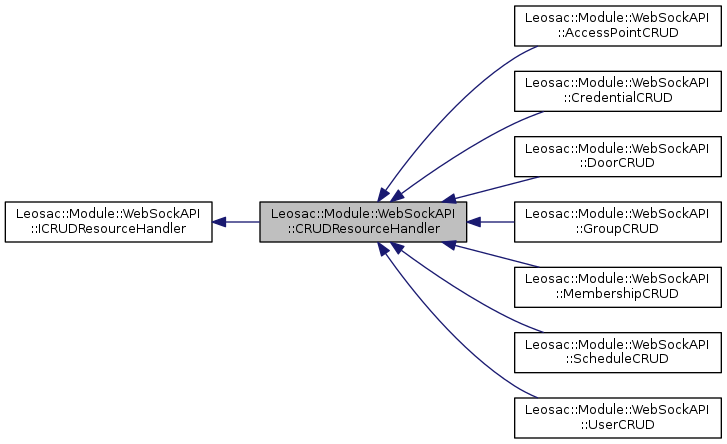 Leosac::Module::WebSockAPI
::ICRUDResourceHandler
Leosac::Module::WebSockAPI
::CRUDResourceHandler
Leosac::Module::WebSockAPI
::AccessPointCRUD
Leosac::Module::WebSockAPI
::CredentialCRUD
Leosac::Module::WebSockAPI
::DoorCRUD
Leosac::Module::WebSockAPI
::GroupCRUD
Leosac::Module::WebSockAPI
::MembershipCRUD
Leosac::Module::WebSockAPI
::ScheduleCRUD
Leosac::Module::WebSockAPI
::UserCRUD